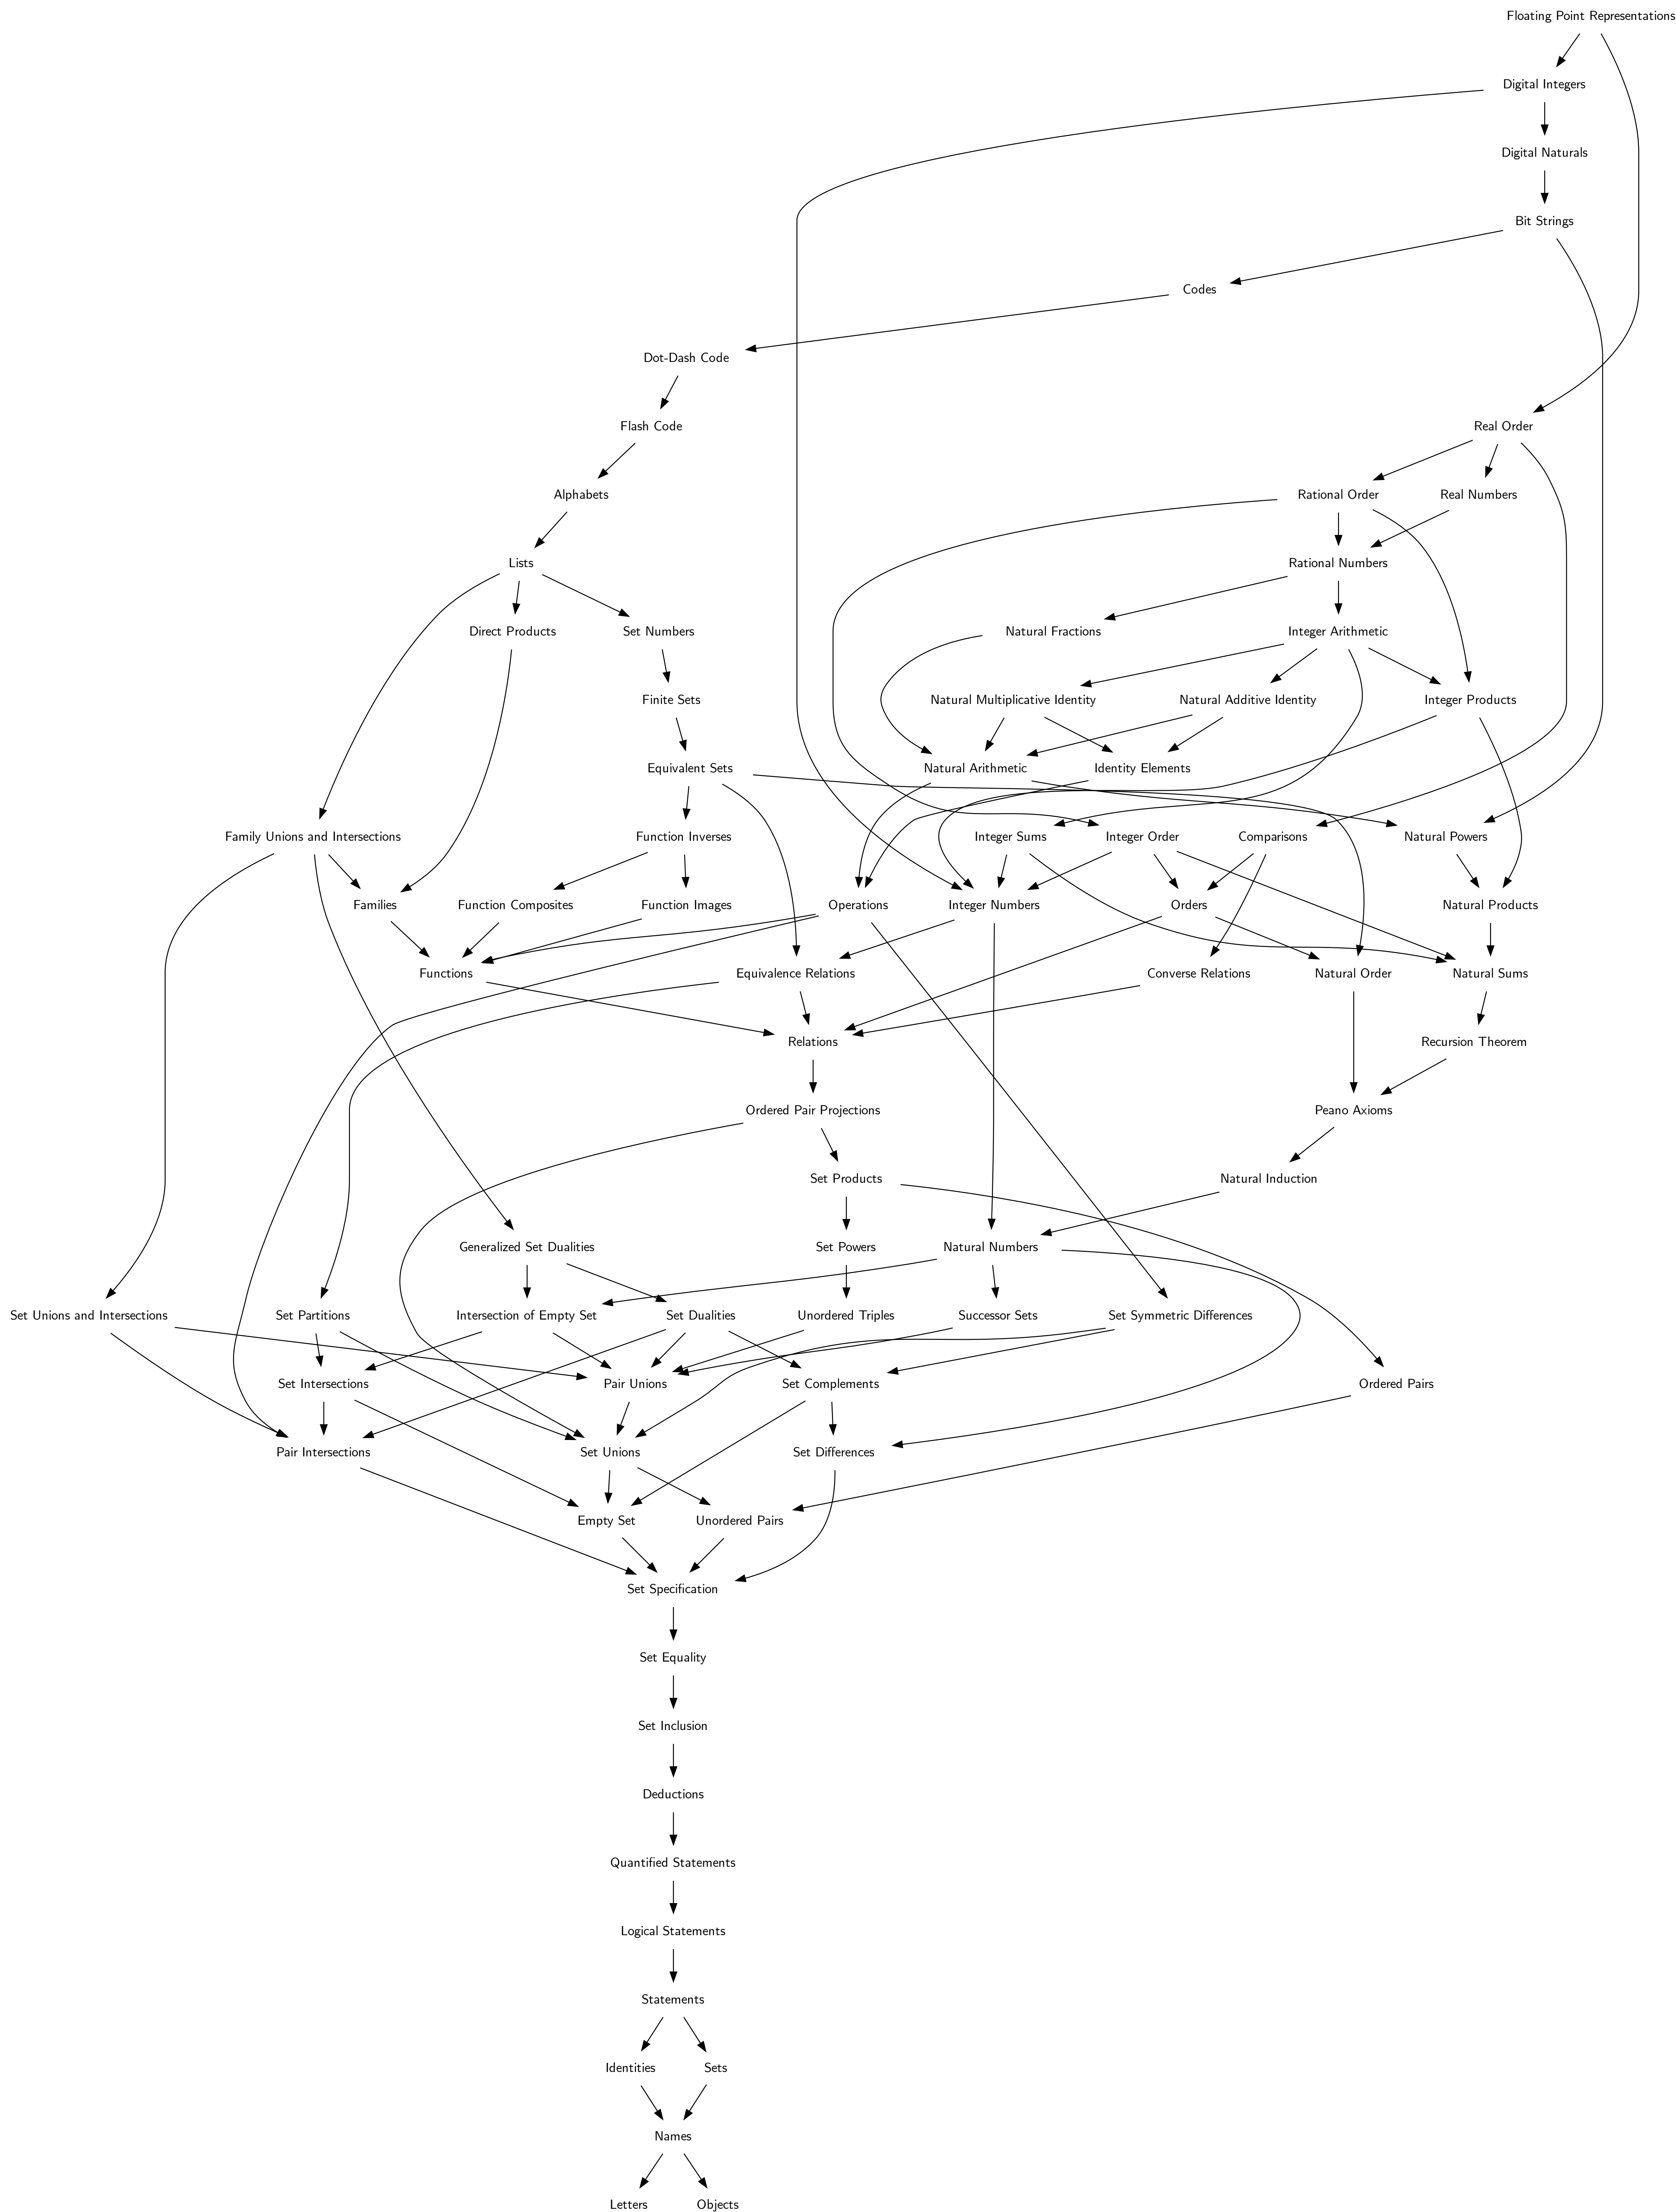 Floating Point Representations
Digital Integers
Digital Naturals
Bit Strings
Codes
Dot-Dash Code
Flash Code
Real Order
Alphabets
Rational Order
Real Numbers
Lists
Rational Numbers
Direct Products
Set Numbers
Natural Fractions
Integer Arithmetic
Finite Sets
Natural Multiplicative Identity
Natural Additive Identity
Integer Products
Equivalent Sets
Natural Arithmetic
Identity Elements
Family Unions and Intersections
Function Inverses
Integer Sums
Integer Order
Comparisons
Natural Powers
Families
Function Composites
Function Images
Operations
Integer Numbers
Orders
Natural Products
Functions
Equivalence Relations
Converse Relations
Natural Order
Natural Sums
Relations
Recursion Theorem
Ordered Pair Projections
Peano Axioms
Set Products
Natural Induction
Generalized Set Dualities
Set Powers
Natural Numbers
Set Unions and Intersections
Set Partitions
Intersection of Empty Set
Set Dualities
Unordered Triples
Successor Sets
Set Symmetric Differences
Set Intersections
Pair Unions
Set Complements
Ordered Pairs
Pair Intersections
Set Unions
Set Differences
Empty Set
Unordered Pairs
Set Specification
Set Equality
Set Inclusion
Deductions
Quantified Statements
Logical Statements
Statements
Identities
Sets
Names
Letters
Objects